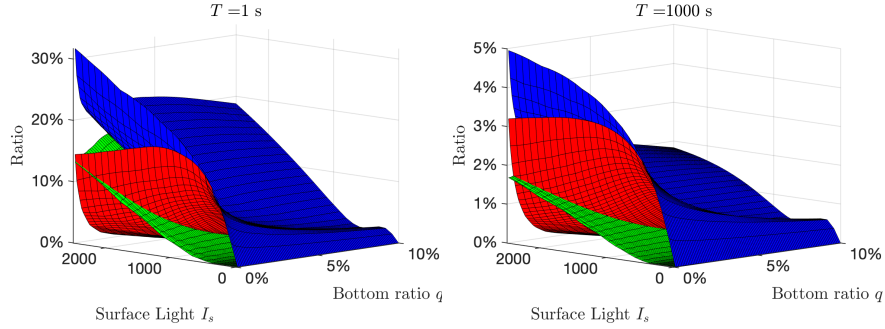 T =1 s
30%
20%
10%
0%
Ratio
2000
1000
0
0%
5%
10%
Surface Light I_s
Bottom ratio q
T =1000 s
5%
4%
3%
2%
1%
0%
Ratio
2000
1000
0
0%
5%
10%
Surface Light I_s
Bottom ratio q